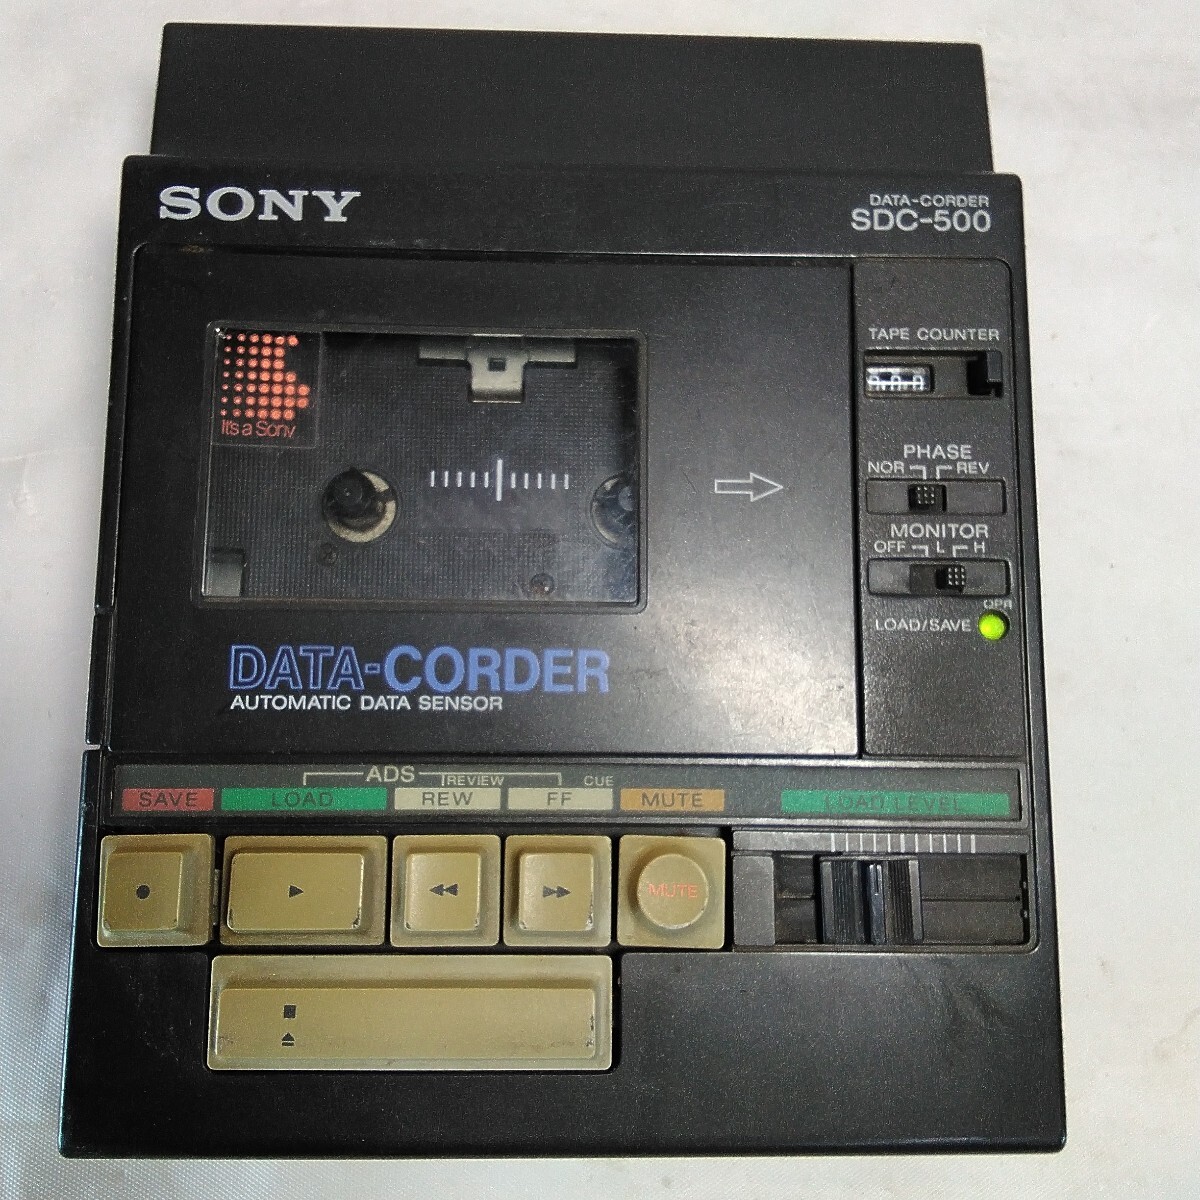 SONY
DATA-CORDER
SDC-500
TAPE COUNTER
It's a Sony.
PHASE
NOR REV
MONITOR
OFF L H
OPR
LOAD/SAVE
DATA-CORDER
AUTOMATIC DATA SENSOR
ADS REVIEW CUE
SAVE LOAD REW FF MUTE LOAD LEVEL
MUTE